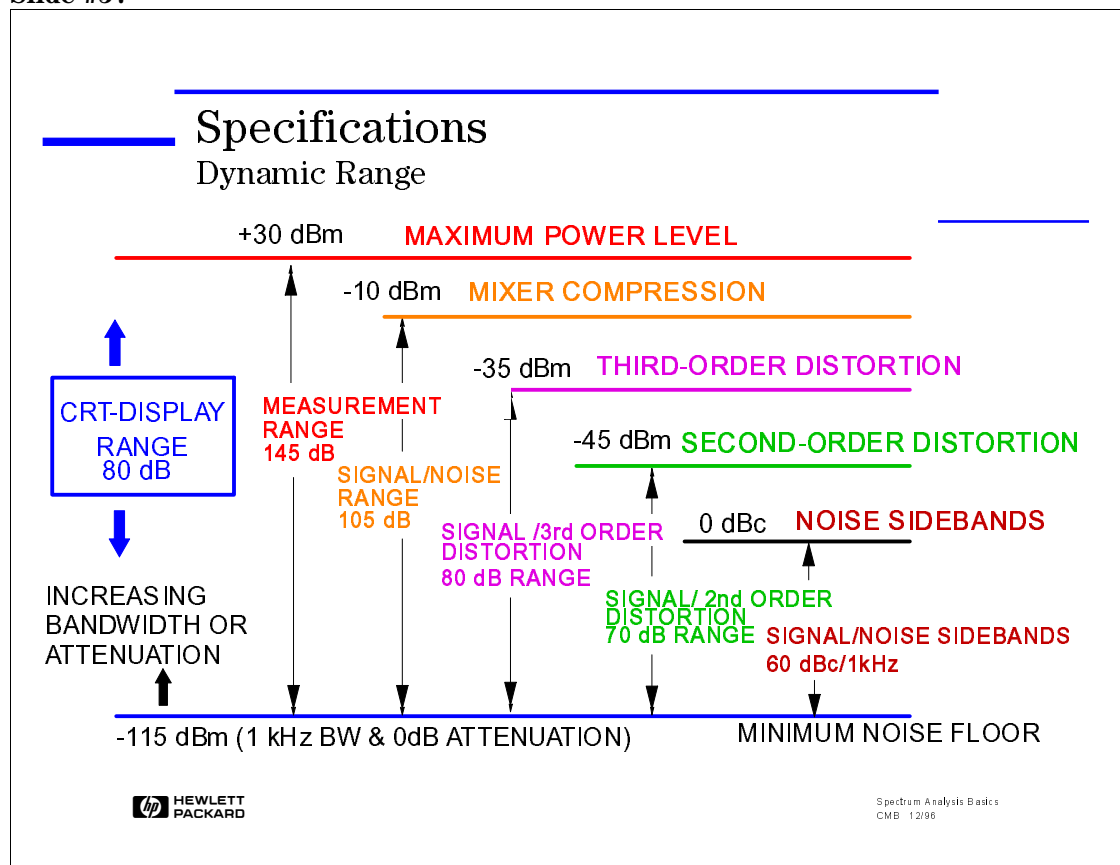 Specifications
Dynamic Range
+30 dBm MAXIMUM POWER LEVEL
-10 dBm MIXER COMPRESSION
-35 dBm THIRD-ORDER DISTORTION
CRT-DISPLAY
RANGE
80 dB
MEASUREMENT
RANGE
145 dB
-45 dBm SECOND-ORDER DISTORTION
SIGNAL/NOISE
RANGE
105 dB
0 dBc NOISE SIDEBANDS
SIGNAL /3rd ORDER
DISTORTION
80 dB RANGE
INCREASING
BANDWIDTH OR
ATTENUATION
SIGNAL/ 2nd ORDER
DISTORTION
70 dB RANGE
SIGNAL/NOISE SIDEBANDS
60 dBc/1kHz
-115 dBm (1 kHz BW & 0dB ATTENUATION)
MINIMUM NOISE FLOOR
hp HEWLETT
PACKARD
Spectrum Analysis Basics
CMB 12/96